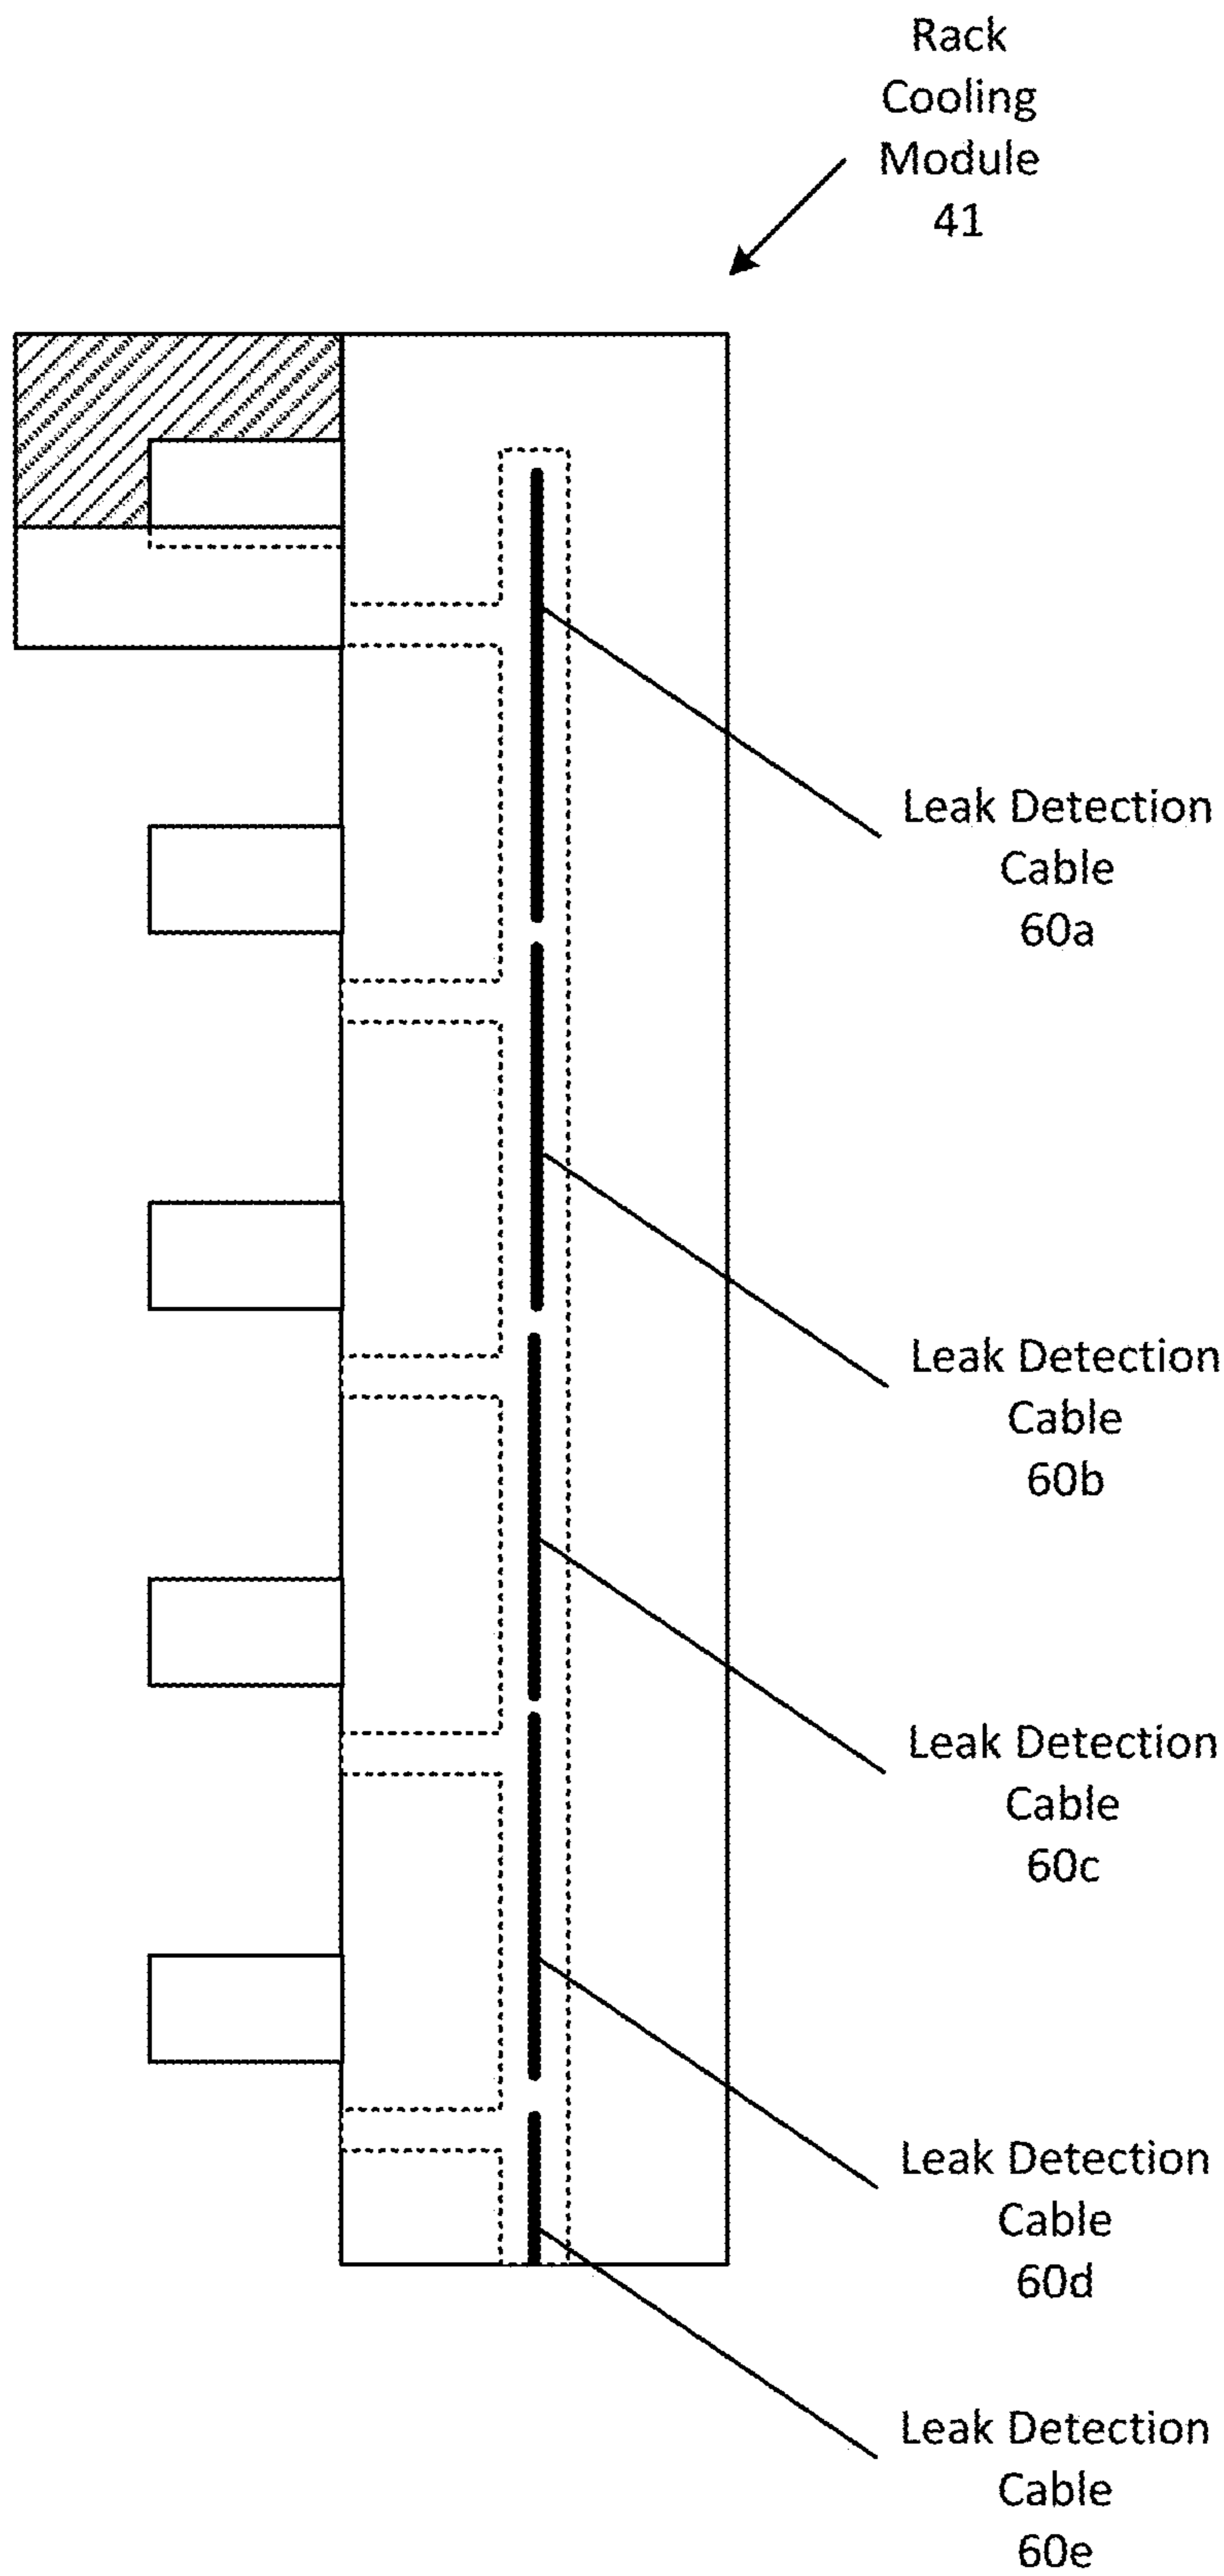 Rack
Cooling
Module
41
Leak Detection
Cable
60a
Leak Detection
Cable
60b
Leak Detection
Cable
60c
Leak Detection
Cable
60d
Leak Detection
Cable
60e